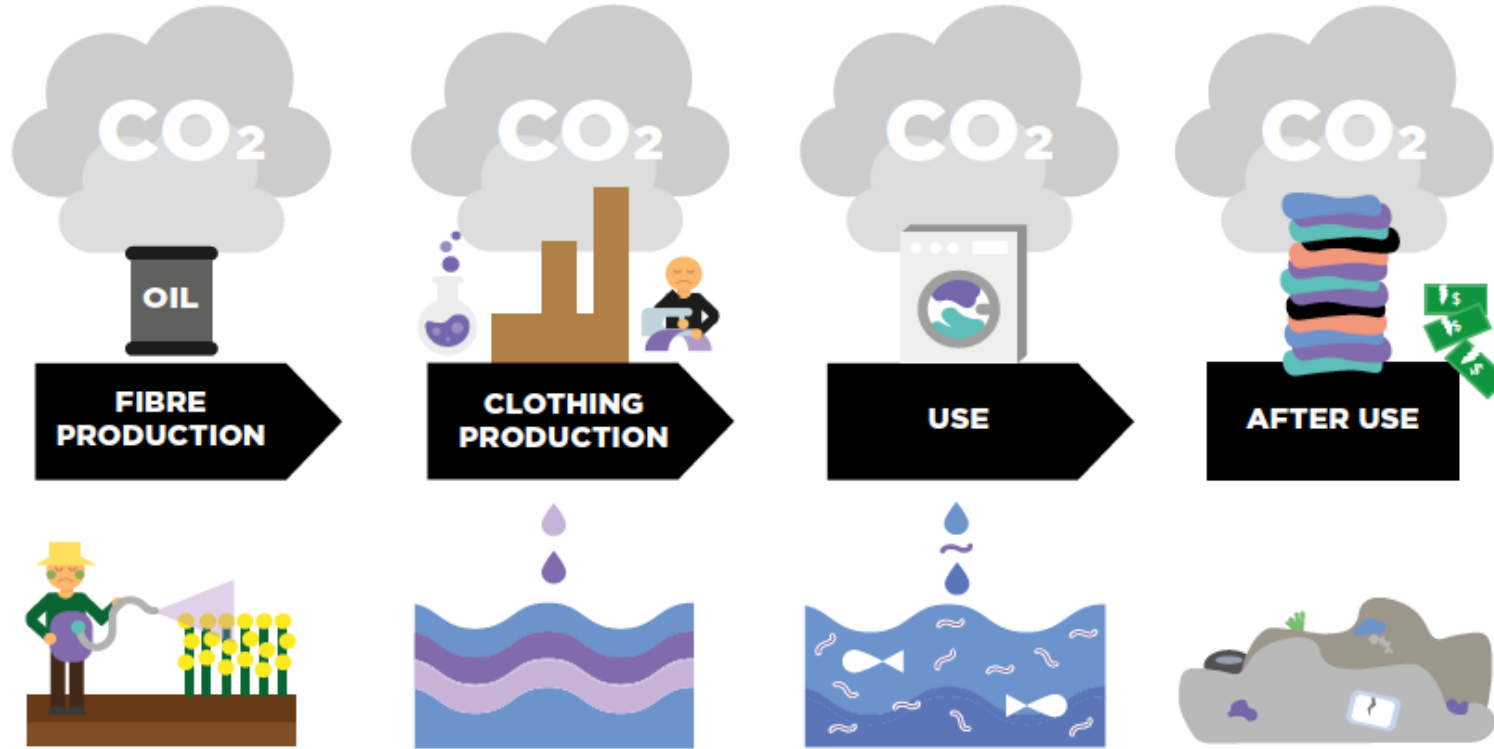 CO₂
CO₂
CO₂
CO₂
OIL
$
$
$
FIBRE
PRODUCTION
CLOTHING
PRODUCTION
USE
AFTER USE